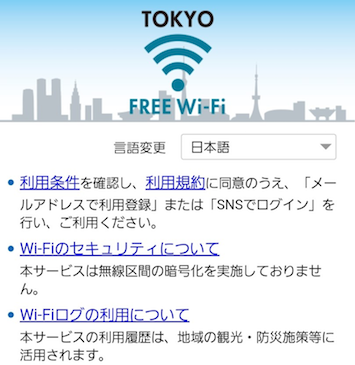 TOKYO
FREE Wi-Fi
言語変更 日本語
利用条件を確認し、利用規約に同意のうえ、「メー
ルアドレスで利用登録」または「SNSでログイン」を
行い、ご利用ください。
Wi-Fiのセキュリティについて
本サービスは無線区間の暗号化を実施しておりませ
ん。
Wi-Fiログの利用について
本サービスの利用履歴は、地域の観光・防災施策等に
活用されます。